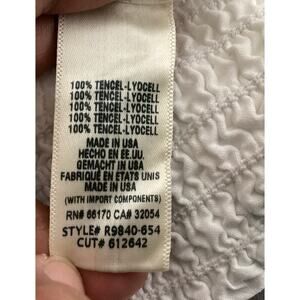 100% TENCEL-LYOCELL
100% TENCEL-LYOCELL
100% TENCEL-LYOCELL
100% TENCEL-LYOCELL
100% TENCEL-LYOCELL
MADE IN USA
HECHO EN EE.UU.
GEMACHT IN USA
FABRIQUÉ EN ETATS UNIS
MADE IN USA
(WITH IMPORT COMPONENTS)
RN# 66170 CA# 32054
STYLE# R9840-654
CUT# 612642